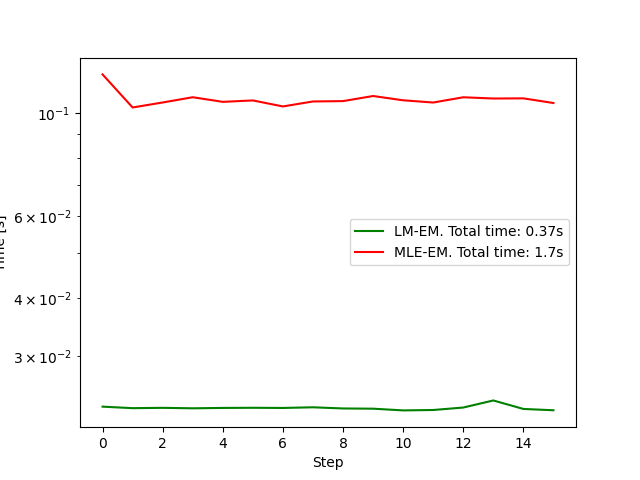 10⁻¹
6 × 10⁻²
4 × 10⁻²
3 × 10⁻²
Time [s]
LM-EM. Total time: 0.37s
MLE-EM. Total time: 1.7s
0 2 4 6 8 10 12 14
Step